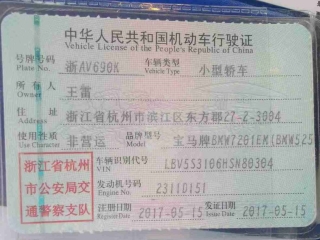 中华人民共和国机动车行驶证
Vehicle License of the People's Republic of China
号牌号码 浙AV690K 车辆类型 小型轿车
Plate No. Vehicle Type
所有人 王雷
Owner
住址 浙江省杭州市滨江区东方郡27-2-3004
Address
使用性质 非营运 品牌型号 宝马牌BMW7201EM(BMW525
Use Character Model
浙江省杭州
市公安局交
通警察支队
车辆识别代号
VIN
发动机号码 2311D151
Engine No.
注册日期 2017-05-15 发证日期 2017-05-15
Register Date Issue Date